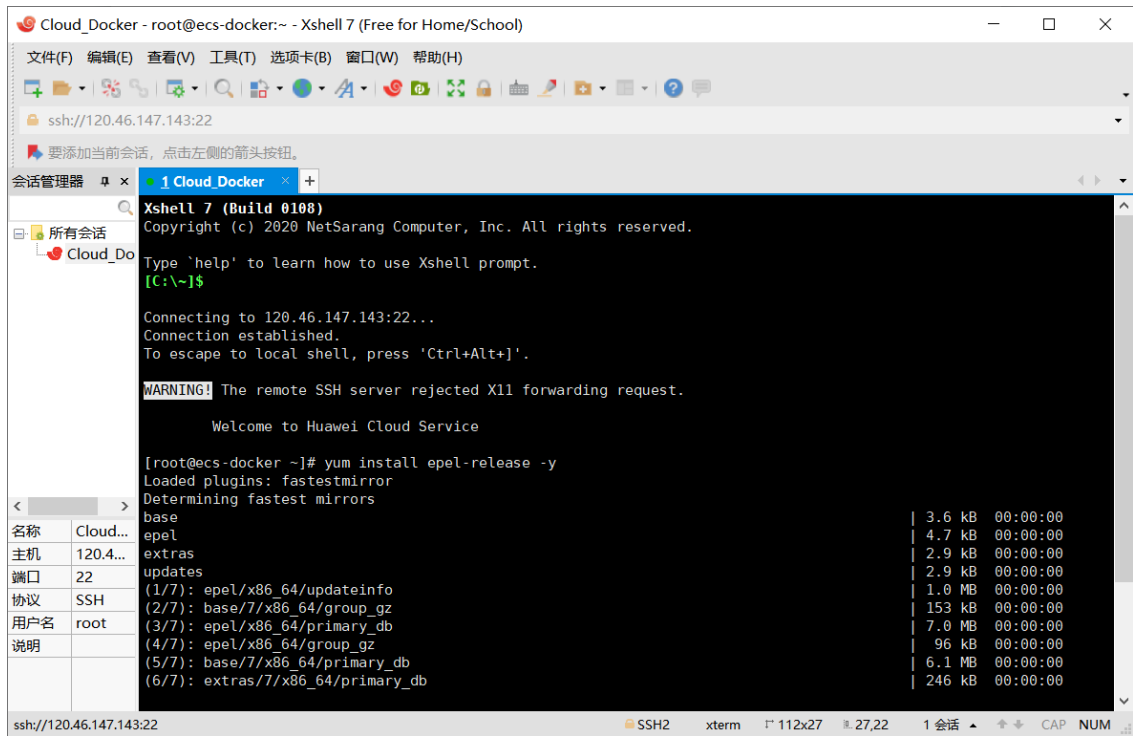 Cloud_Docker - root@ecs-docker:~ - Xshell 7 (Free for Home/School)
文件(F) 编辑(E) 查看(V) 工具(T) 选项卡(B) 窗口(W) 帮助(H)
ssh://120.46.147.143:22
要添加当前会话，点击左侧的箭头按钮。
会话管理器
1 Cloud_Docker
所有会话
Cloud_Do
名称 Cloud...
主机 120.4...
端口 22
协议 SSH
用户名 root
说明
Xshell 7 (Build 0108)
Copyright (c) 2020 NetSarang Computer, Inc. All rights reserved.
Type `help' to learn how to use Xshell prompt.
[C:\~]$
Connecting to 120.46.147.143:22...
Connection established.
To escape to local shell, press 'Ctrl+Alt+]'.
WARNING! The remote SSH server rejected X11 forwarding request.
Welcome to Huawei Cloud Service
[root@ecs-docker ~]# yum install epel-release -y
Loaded plugins: fastestmirror
Determining fastest mirrors
base | 3.6 kB 00:00:00
epel | 4.7 kB 00:00:00
extras | 2.9 kB 00:00:00
updates | 2.9 kB 00:00:00
(1/7): epel/x86_64/updateinfo | 1.0 MB 00:00:00
(2/7): base/7/x86_64/group_gz | 153 kB 00:00:00
(3/7): epel/x86_64/primary_db | 7.0 MB 00:00:00
(4/7): epel/x86_64/group_gz | 96 kB 00:00:00
(5/7): base/7/x86_64/primary_db | 6.1 MB 00:00:00
(6/7): extras/7/x86_64/primary_db | 246 kB 00:00:00
ssh://120.46.147.143:22 SSH2 xterm 112x27 27,22 1 会话 CAP NUM